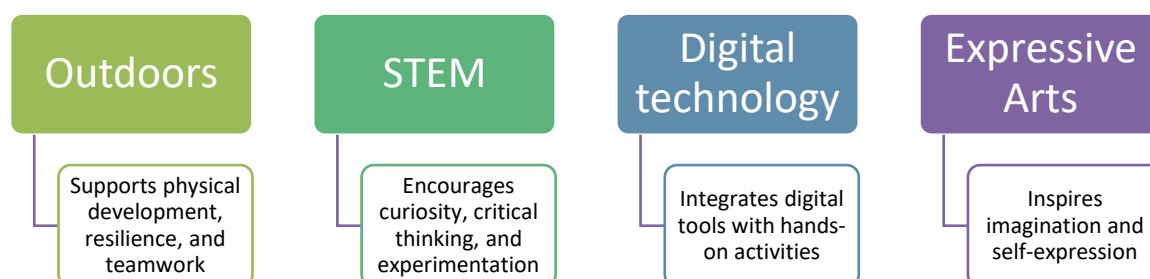 Outdoors
Supports physical
development,
resilience, and
teamwork
STEM
Encourages
curiosity, critical
thinking, and
experimentation
Digital
technology
Integrates digital
tools with hands-
on activities
Expressive
Arts
Inspires
imagination and
self-expression